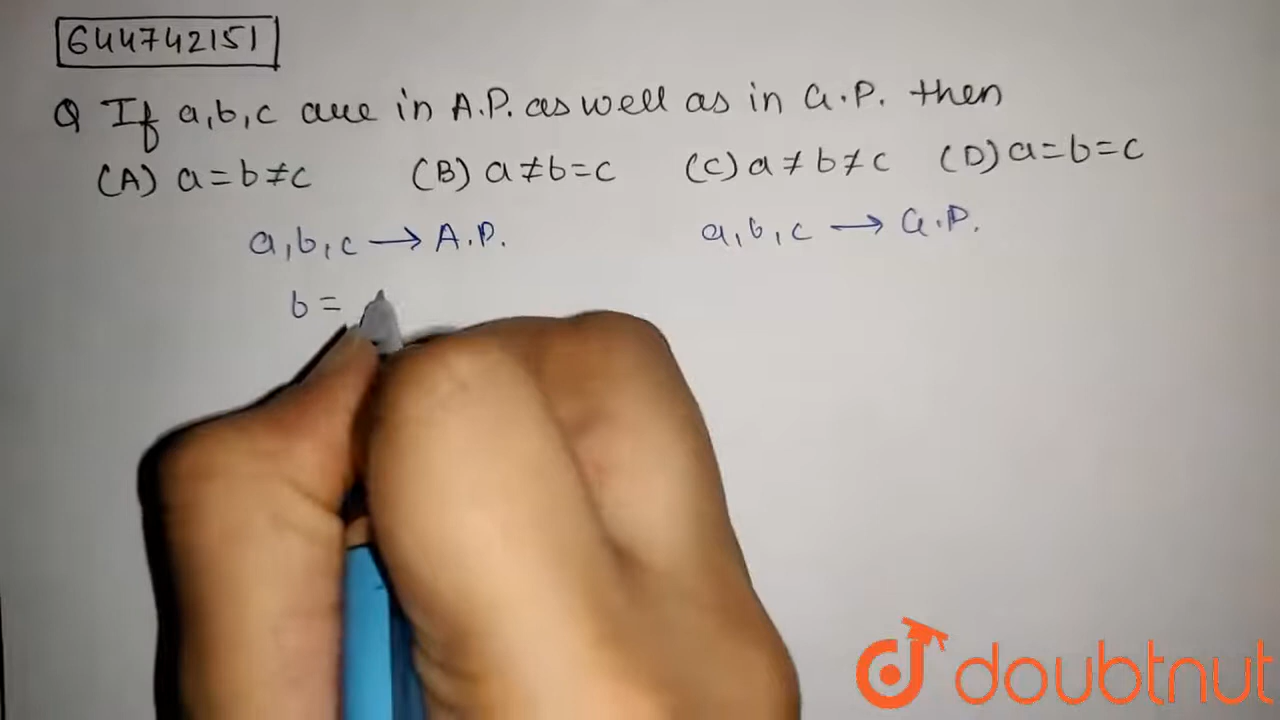 644742151
Q If a,b,c are in A.P. as well as in G.P. then
(A) a=b≠c (B) a≠b=c (C) a≠b≠c (D) a=b=c
a,b,c → A.P. a,b,c → G.P.
b =
doubtnut